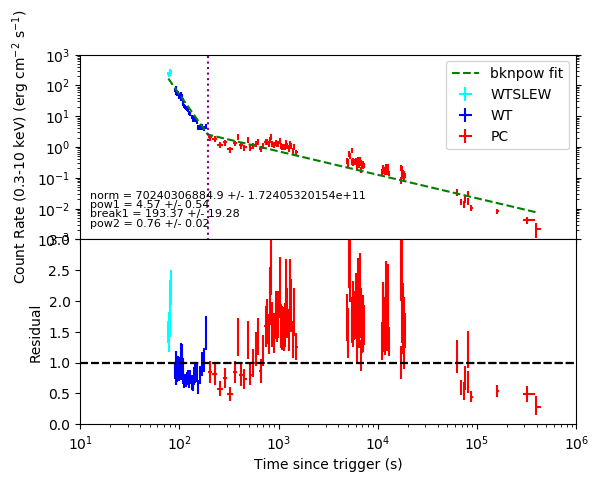 Count Rate (0.3-10 keV) (erg cm⁻² s⁻¹)
10³
10²
10¹
10⁰
10⁻¹
10⁻²
10⁻³
bknpow fit
WTSLEW
WT
PC
norm = 70240306884.9 +/- 1.72405320154e+11
pow1 = 4.57 +/- 0.54
break1 = 193.37 +/- 19.28
pow2 = 0.76 +/- 0.02
Residual
3.0
2.5
2.0
1.5
1.0
0.5
0.0
10¹ 10² 10³ 10⁴ 10⁵ 10⁶
Time since trigger (s)